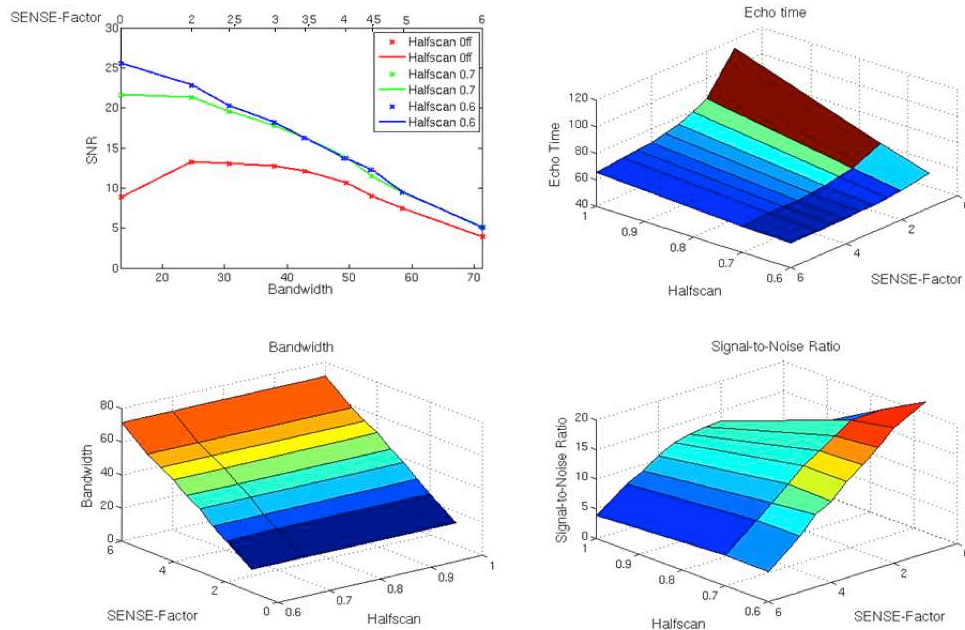 SENSE-Factor 0 2 2,5 3 3,5 4 4,5 5 6
30
25
20
15
10
5
0
SNR
Halfscan 0ff
Halfscan 0ff
Halfscan 0.7
Halfscan 0.7
Halfscan 0.6
Halfscan 0.6
20 30 40 50 60 70
Bandwidth
Echo time
120
100
80
60
40
Echo Time
1 0.9 0.8 0.7 0.6
Halfscan
6 4 2 0
SENSE-Factor
Bandwidth
80
60
40
20
0
Bandwidth
6 4 2 0
SENSE-Factor
0.6 0.7 0.8 0.9 1
Halfscan
Signal-to-Noise Ratio
20
15
10
5
0
Signal-to-Noise Ratio
1 0.9 0.8 0.7 0.6
Halfscan
6 4 2 0
SENSE-Factor